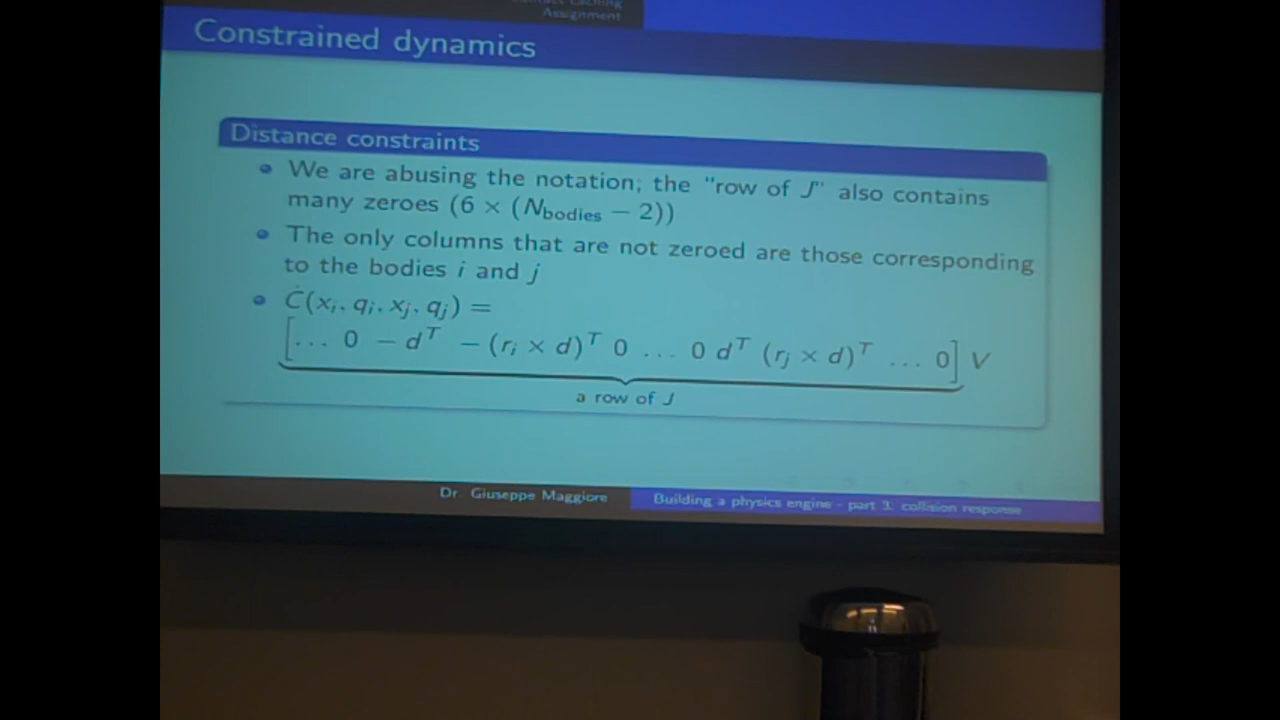 Assignment
Constrained dynamics
Distance constraints
We are abusing the notation; the "row of J" also contains
many zeroes (6 × (N_bodies − 2))
The only columns that are not zeroed are those corresponding
to the bodies i and j
Ċ(x_i, q_i, x_j, q_j) =
[... 0 − d^T − (r_i × d)^T 0 ... 0 d^T (r_j × d)^T ... 0] V
a row of J
Dr. Giuseppe Maggiore
Building a physics engine - part 3: collision response